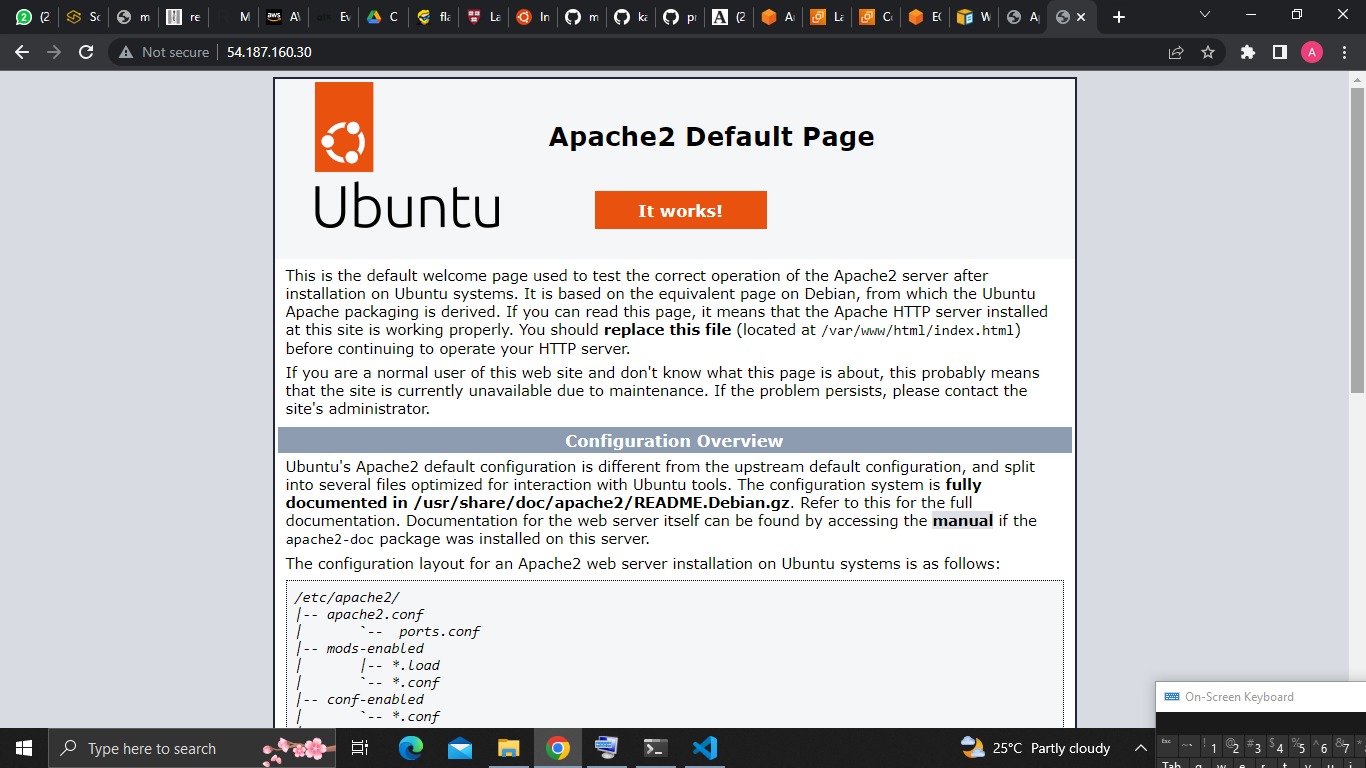 (2
Sc
m
re
M
aws
A\
Ev
C
fla
La
In
m
ka
pr
A
(2
A
La
C
EC
W
A
Not secure
54.187.160.30
A
Ubuntu
Apache2 Default Page
It works!
This is the default welcome page used to test the correct operation of the Apache2 server after
installation on Ubuntu systems. It is based on the equivalent page on Debian, from which the Ubuntu
Apache packaging is derived. If you can read this page, it means that the Apache HTTP server installed
at this site is working properly. You should replace this file (located at /var/www/html/index.html)
before continuing to operate your HTTP server.
If you are a normal user of this web site and don't know what this page is about, this probably means
that the site is currently unavailable due to maintenance. If the problem persists, please contact the
site's administrator.
Configuration Overview
Ubuntu's Apache2 default configuration is different from the upstream default configuration, and split
into several files optimized for interaction with Ubuntu tools. The configuration system is fully
documented in /usr/share/doc/apache2/README.Debian.gz. Refer to this for the full
documentation. Documentation for the web server itself can be found by accessing the manual if the
apache2-doc package was installed on this server.
The configuration layout for an Apache2 web server installation on Ubuntu systems is as follows:
/etc/apache2/
|-- apache2.conf
| `-- ports.conf
|-- mods-enabled
| |-- *.load
| `-- *.conf
|-- conf-enabled
| `-- *.conf
On-Screen Keyboard
Type here to search
25°C Partly cloudy
Esc ~` ! 1 @ 2 # 3 $ 4 % 5 ^ 6 & 7
Tab q w e r t y u i